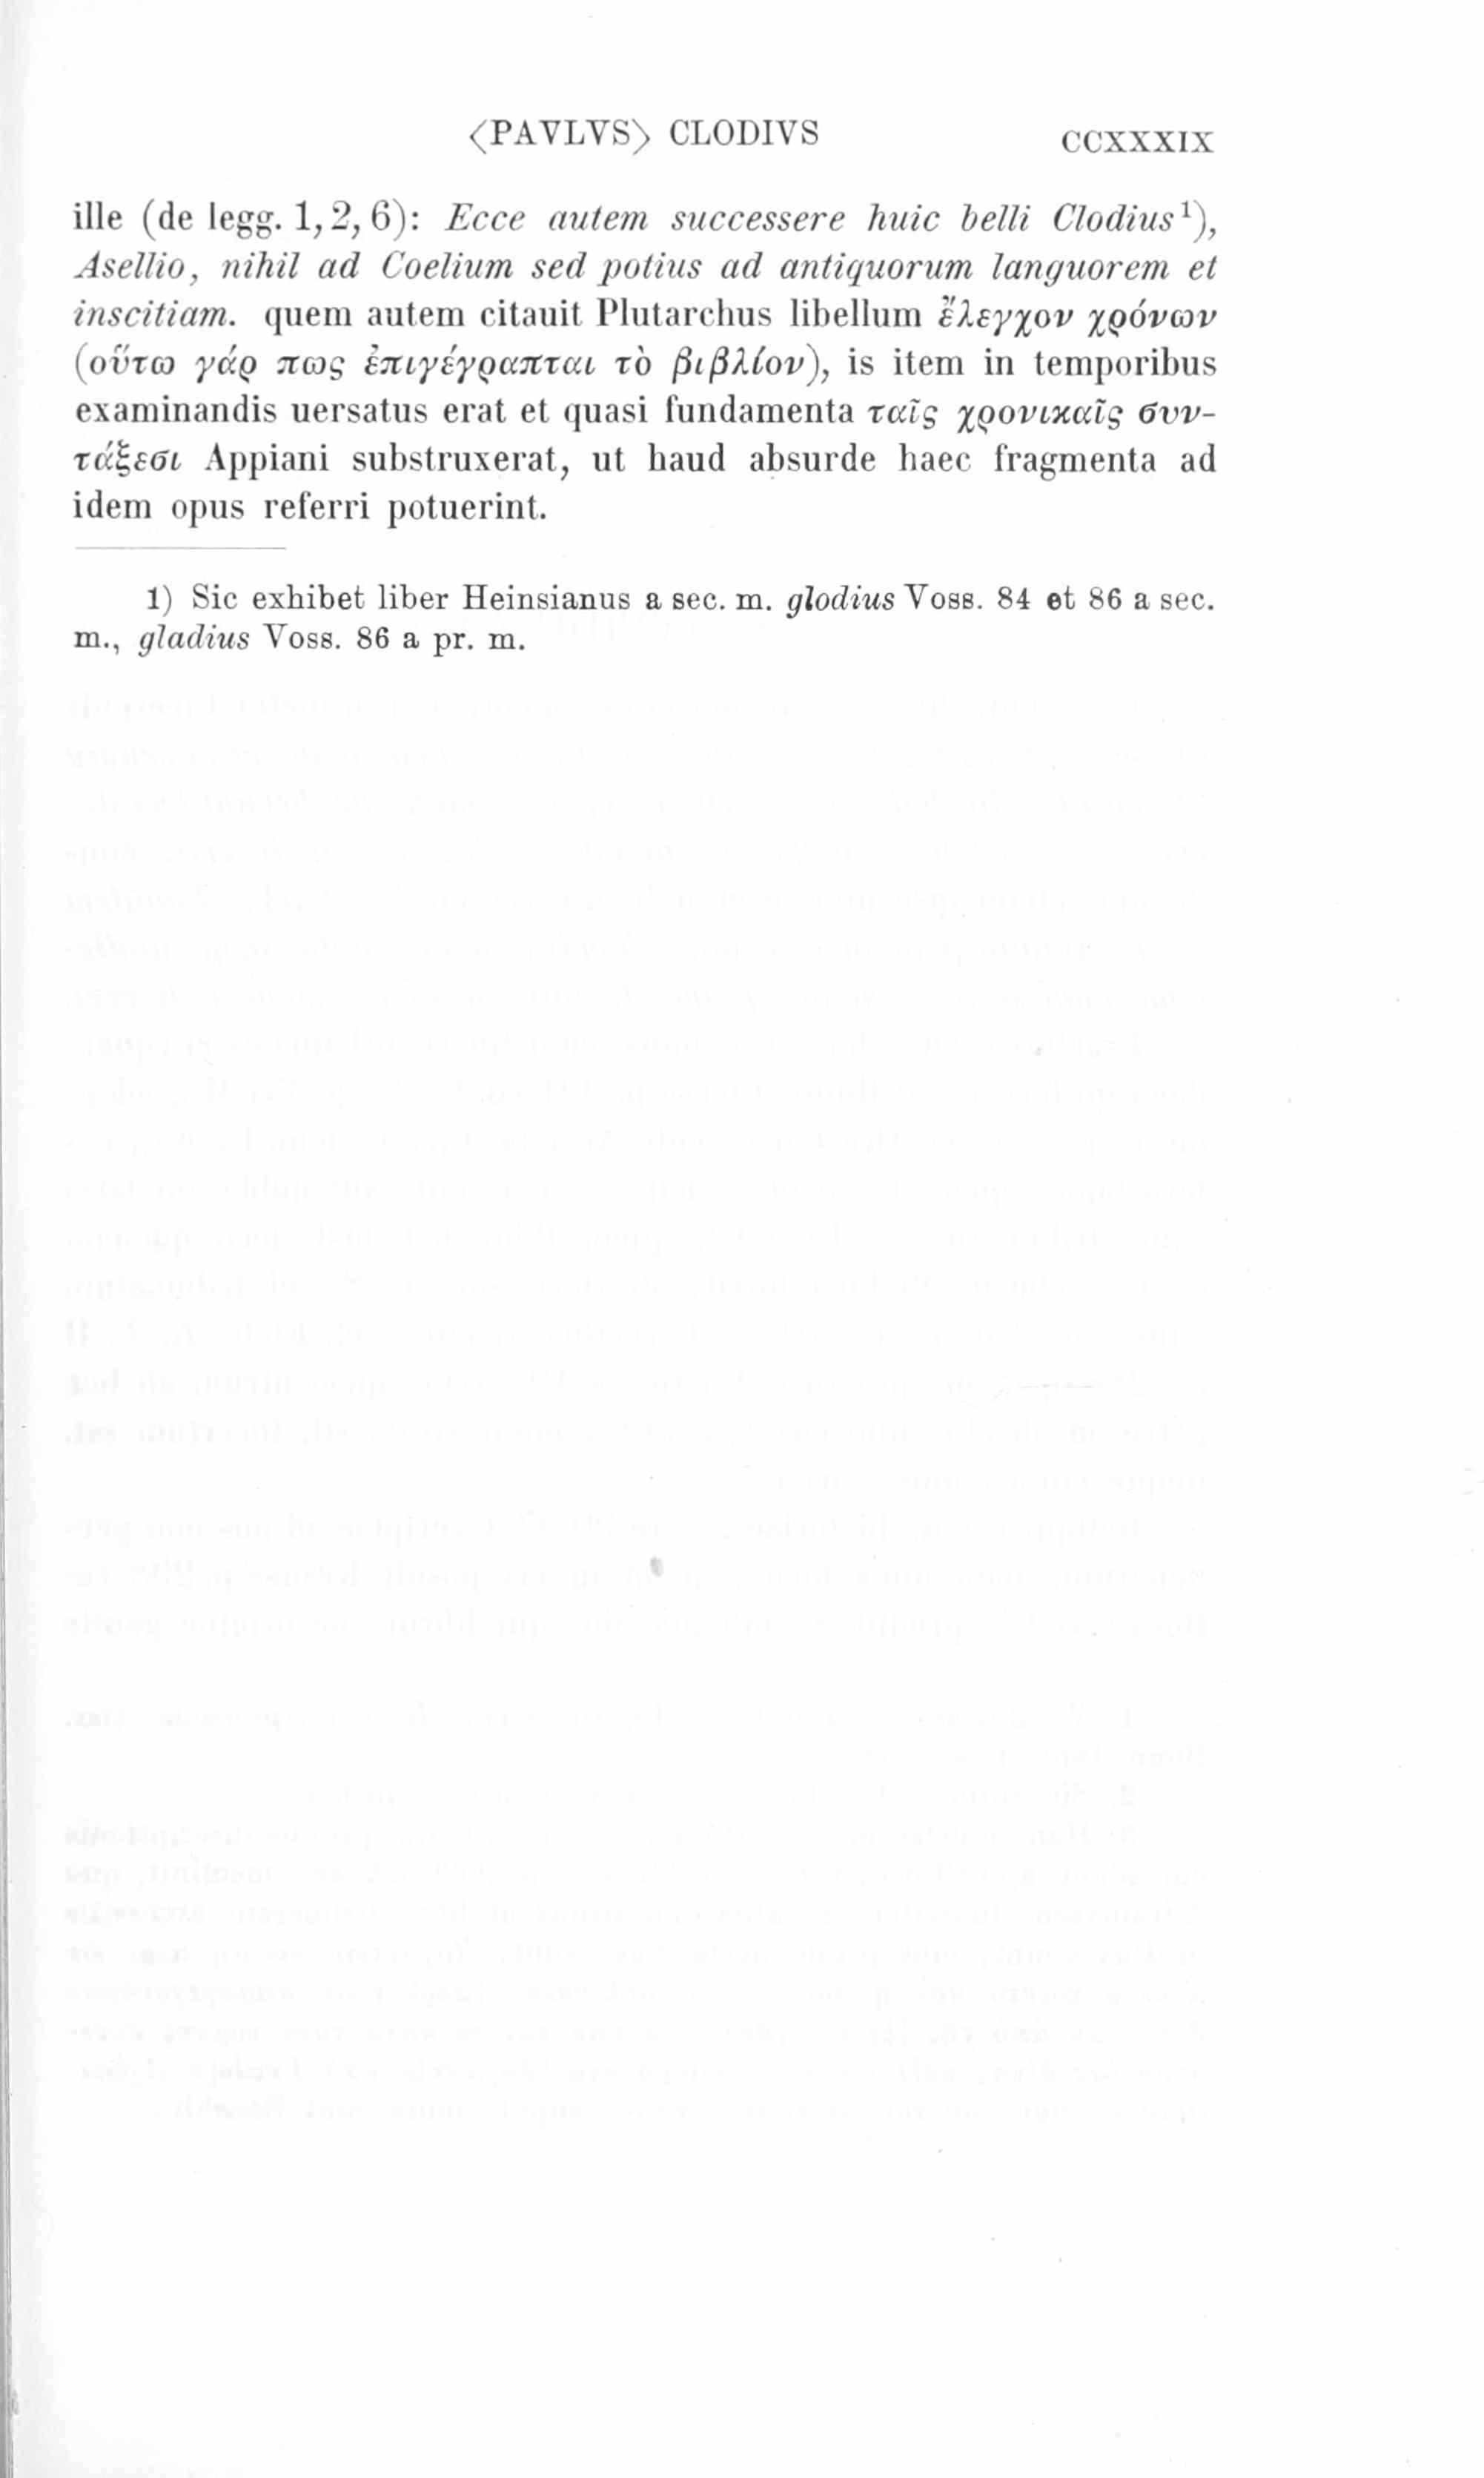 ⟨PAVLVS⟩ CLODIVS CCXXXIX
ille (de legg. 1, 2, 6): Ecce autem successere huic belli Clodius¹),
Asellio, nihil ad Coelium sed potius ad antiquorum languorem et
inscitiam. quem autem citauit Plutarchus libellum ἔλεγχον χρόνων
(οὕτω γάρ πως ἐπιγέγραπται τὸ βιβλίον), is item in temporibus
examinandis uersatus erat et quasi fundamenta ταῖς χρονικαῖς συν-
τάξεσι Appiani substruxerat, ut haud absurde haec fragmenta ad
idem opus referri potuerint.
1) Sic exhibet liber Heinsianus a sec. m. glodius Voss. 84 et 86 a sec.
m., gladius Voss. 86 a pr. m.